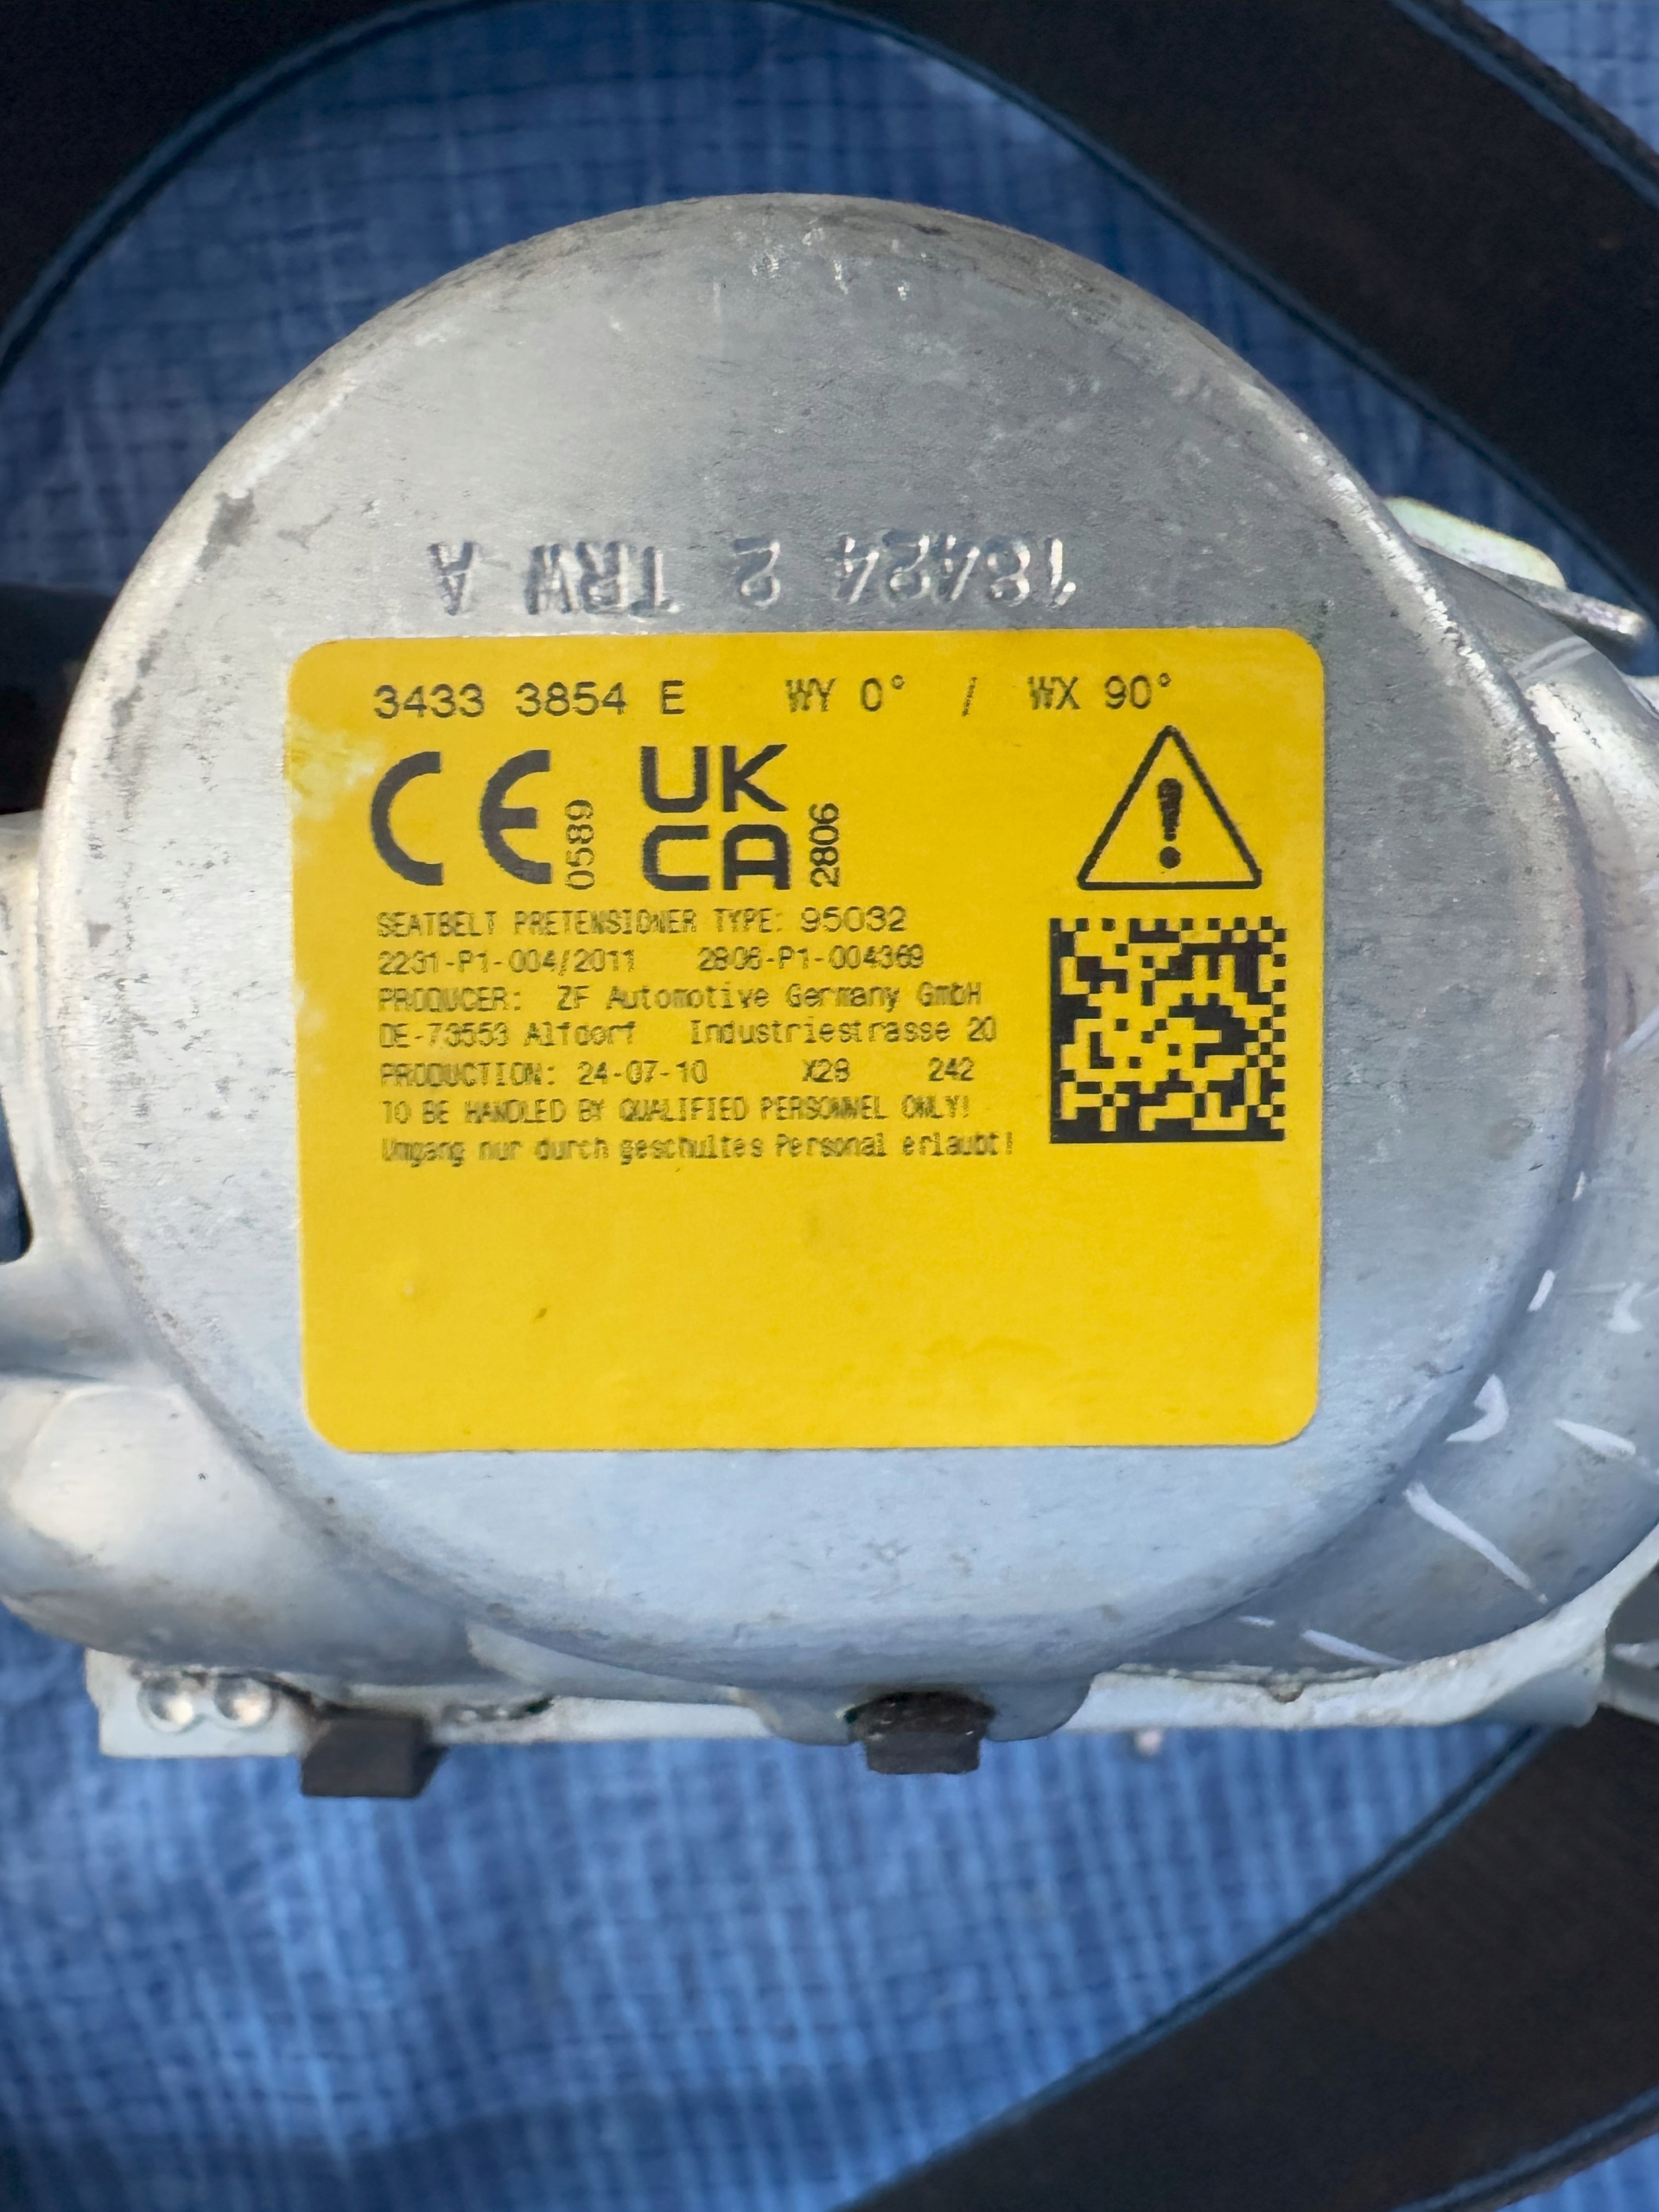 18424 2 TRW A
3433 3854 E WY 0° / WX 90°
CE 0589 UK CA 2806
SEATBELT PRETENSIONER TYPE: 95032
2231-P1-004/2011 2806-P1-004369
PRODUCER: ZF Automotive Germany GmbH
DE-73553 Alfdorf Industriestrasse 20
PRODUCTION: 24-07-10 X28 242
TO BE HANDLED BY QUALIFIED PERSONNEL ONLY!
Umgang nur durch geschultes Personal erlaubt!